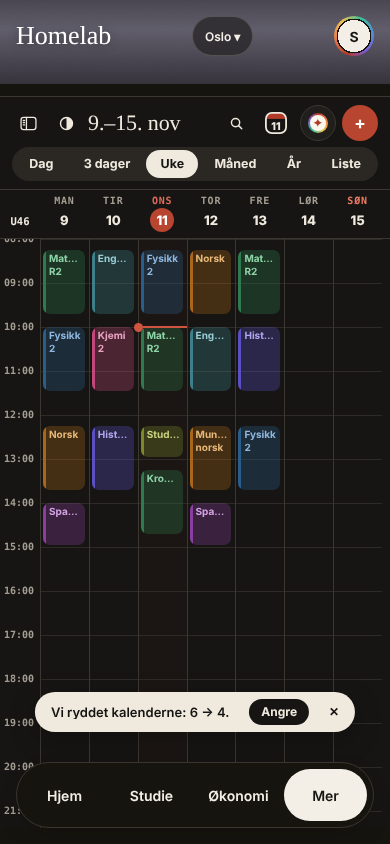 Homelab
Oslo ▾
S
9.–15. nov
11
+
Dag
3 dager
Uke
Måned
År
Liste
MAN
TIR
ONS
TOR
FRE
LØR
SØN
U46
9
10
11
12
13
14
15
08:00
Mat…
R2
Eng…
Fysikk
2
Norsk
Mat…
R2
09:00
10:00
Fysikk
2
Kjemi
2
Mat…
R2
Eng…
Hist…
11:00
12:00
Norsk
Hist…
Stud…
Mun…
norsk
Fysikk
2
13:00
Kro…
14:00
Spa…
Spa…
15:00
16:00
17:00
18:00
Vi ryddet kalenderne: 6 → 4.
Angre
✕
19:00
20:00
21:
Hjem
Studie
Økonomi
Mer